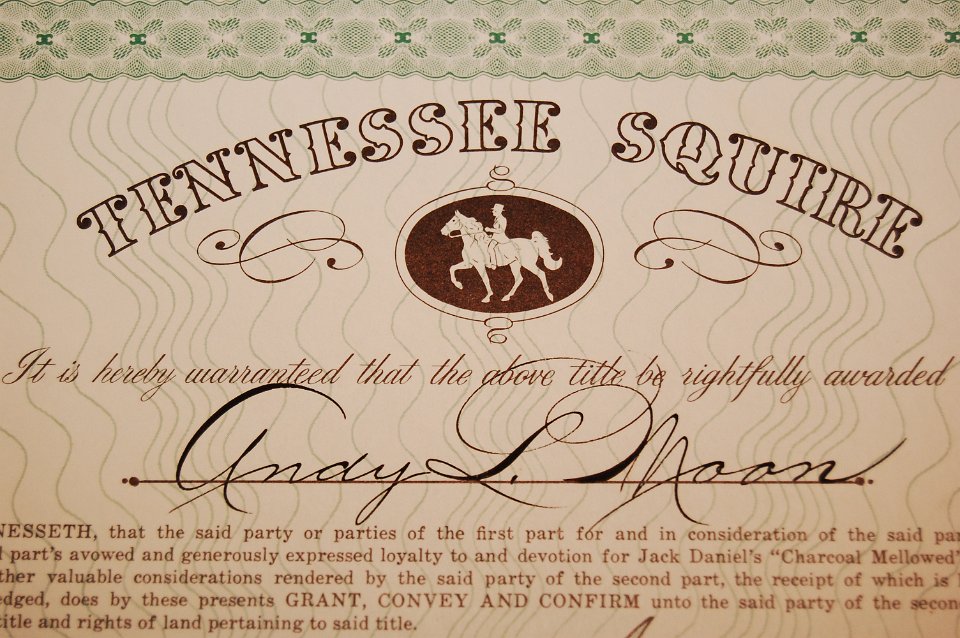 TENNESSEE SQUIRE
It is hereby warranteed that the above title be rightfully awarded
Andy L. Moon
NESSETH, that the said party or parties of the first part for and in consideration of the said
part's avowed and generously expressed loyalty to and devotion for Jack Daniel's "Charcoal Mellowed"
ther valuable considerations rendered by the said party of the second part, the receipt of which is
edged, does by these presents GRANT, CONVEY AND CONFIRM unto the said party of the secon
title and rights of land pertaining to said title.